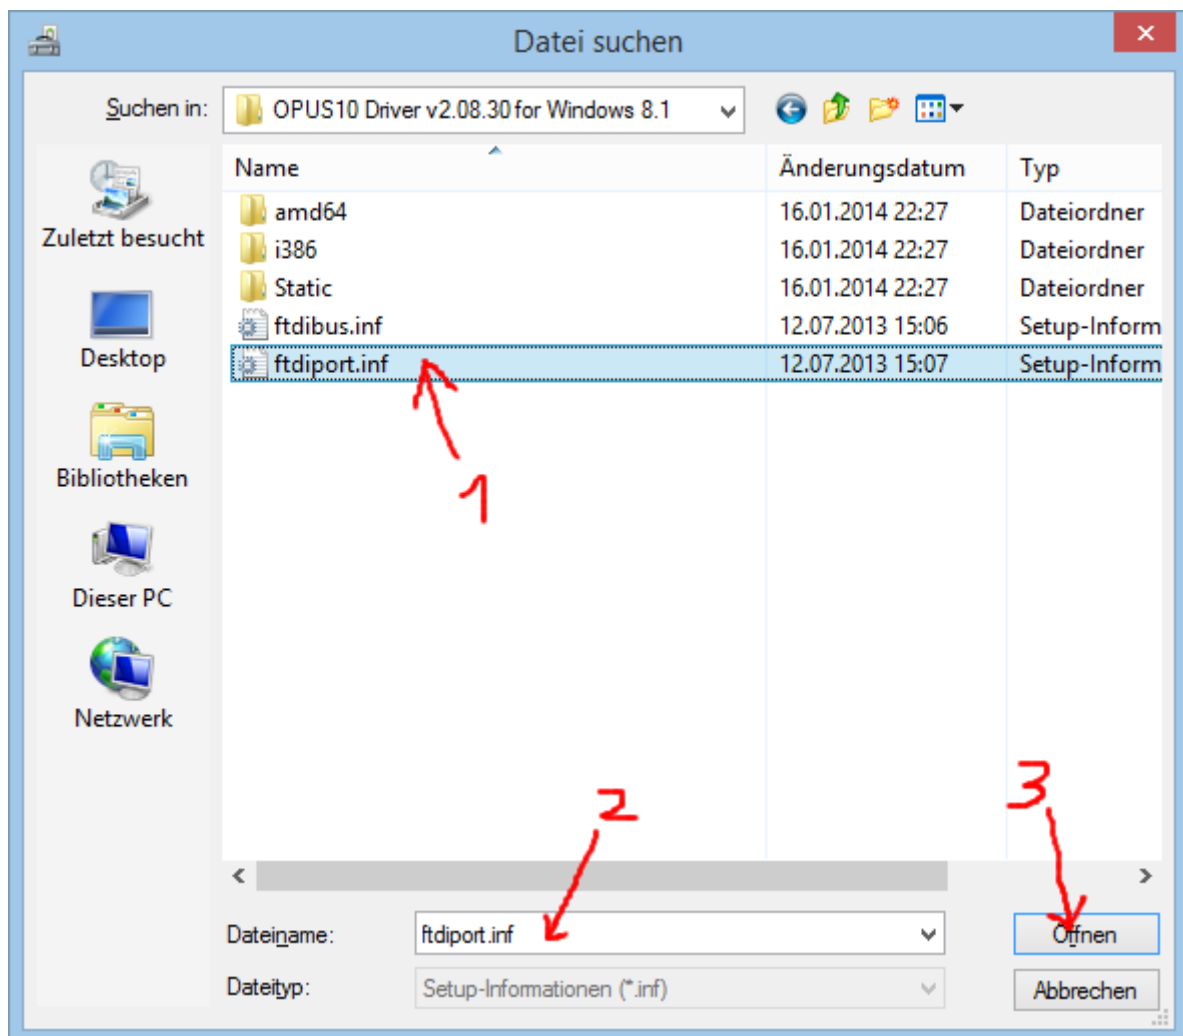 Datei suchen
Suchen in: OPUS10 Driver v2.08.30 for Windows 8.1
Name Änderungsdatum Typ
amd64 16.01.2014 22:27 Dateiordner
i386 16.01.2014 22:27 Dateiordner
Static 16.01.2014 22:27 Dateiordner
ftdibus.inf 12.07.2013 15:06 Setup-Inform
ftdiport.inf 12.07.2013 15:07 Setup-Inform
Zuletzt besucht
Desktop
Bibliotheken
Dieser PC
Netzwerk
1
2
3
Dateiname: ftdiport.inf Öffnen
Dateityp: Setup-Informationen (*.inf) Abbrechen